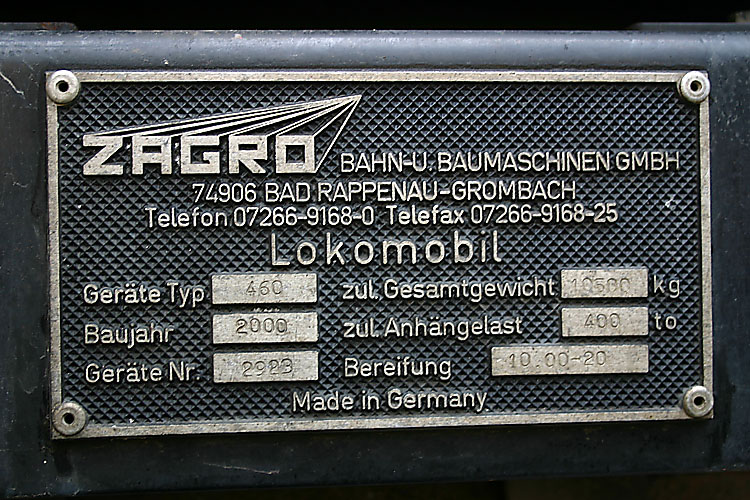 ZAGRO BAHN-U. BAUMASCHINEN GMBH
74906 BAD RAPPENAU-GROMBACH
Telefon 07266-9168-0 Telefax 07266-9168-25
Lokomobil
Geräte Typ 460 zul. Gesamtgewicht 10500 kg
Baujahr 2000 zul. Anhängelast 400 to
Geräte Nr. 2923 Bereifung 10.00-20
Made in Germany